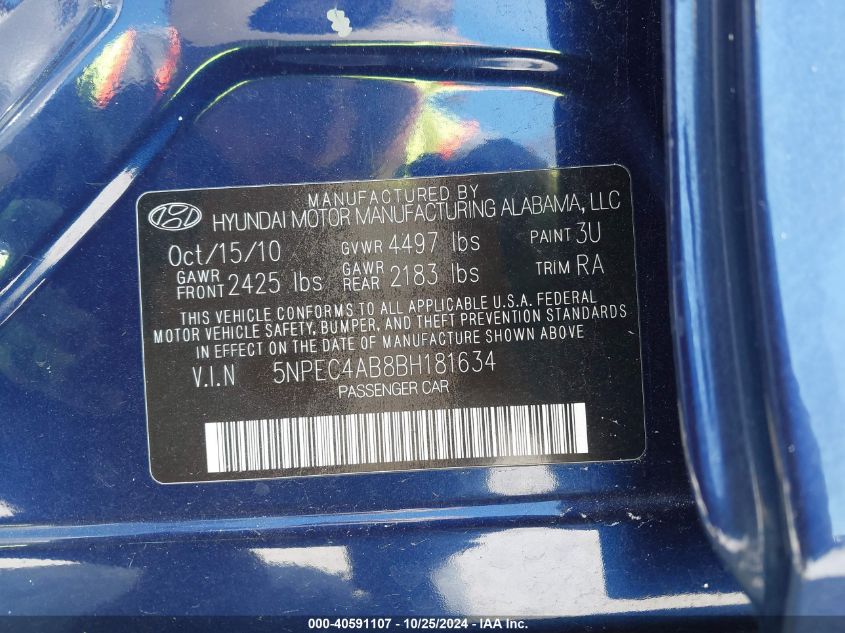 MANUFACTURED BY
HYUNDAI MOTOR MANUFACTURING ALABAMA, LLC
Oct/15/10 GVWR 4497 lbs PAINT 3U
GAWR FRONT 2425 lbs GAWR REAR 2183 lbs TRIM RA
THIS VEHICLE CONFORMS TO ALL APPLICABLE U.S.A. FEDERAL
MOTOR VEHICLE SAFETY, BUMPER, AND THEFT PREVENTION STANDARDS
IN EFFECT ON THE DATE OF MANUFACTURE SHOWN ABOVE
V.I.N 5NPEC4AB8BH181634
PASSENGER CAR
000-40591107 - 10/25/2024 - IAA Inc.